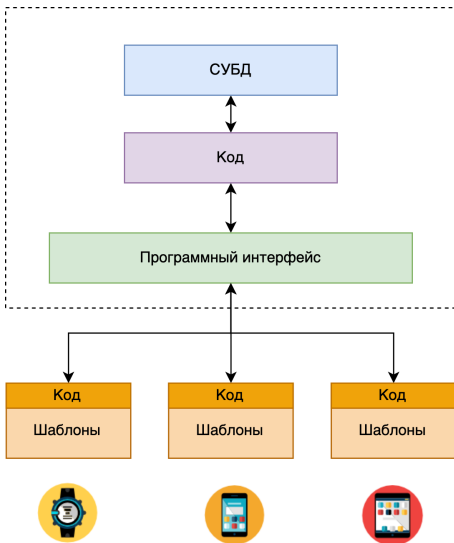 СУБД
Код
Программный интерфейс
Код
Код
Код
Шаблоны
Шаблоны
Шаблоны